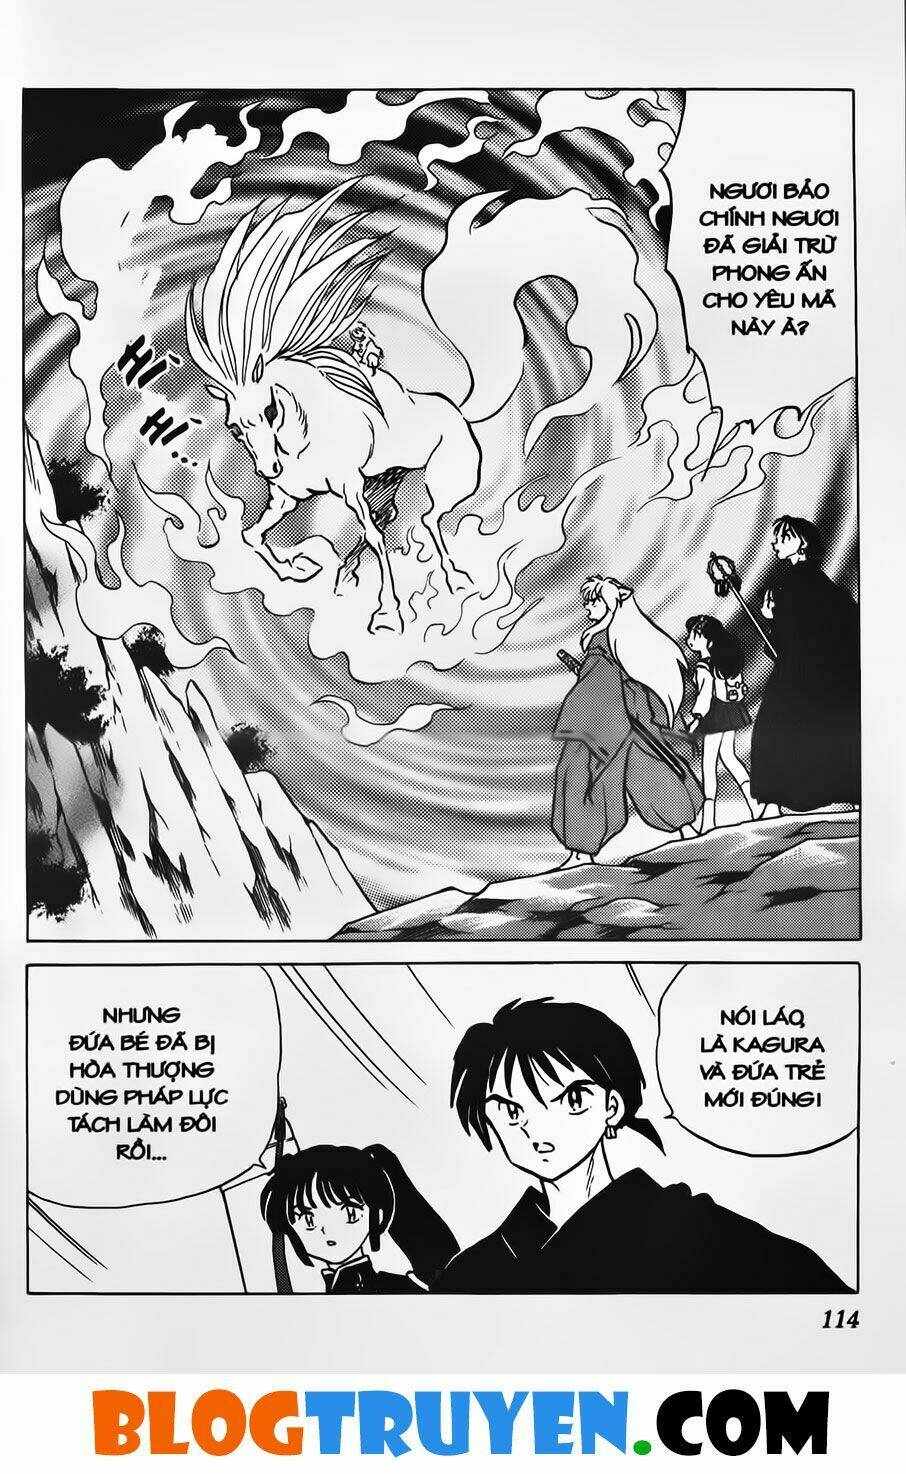 NGƯƠI BẢO
CHÍNH NGƯƠI
ĐÃ GIẢI TRỪ
PHONG ẤN
CHO YÊU MÃ
NÀY À?
HÍ
HÍ...
NÓI LÁO,
LÀ KAGURA
VÀ ĐỨA TRẺ
MỚI ĐÚNG!
NHƯNG
ĐỨA BÉ ĐÃ BỊ
HÒA THƯỢNG
DÙNG PHÁP LỰC
TÁCH LÀM ĐÔI
RỒI...
114
BLOGTRUYEN.COM